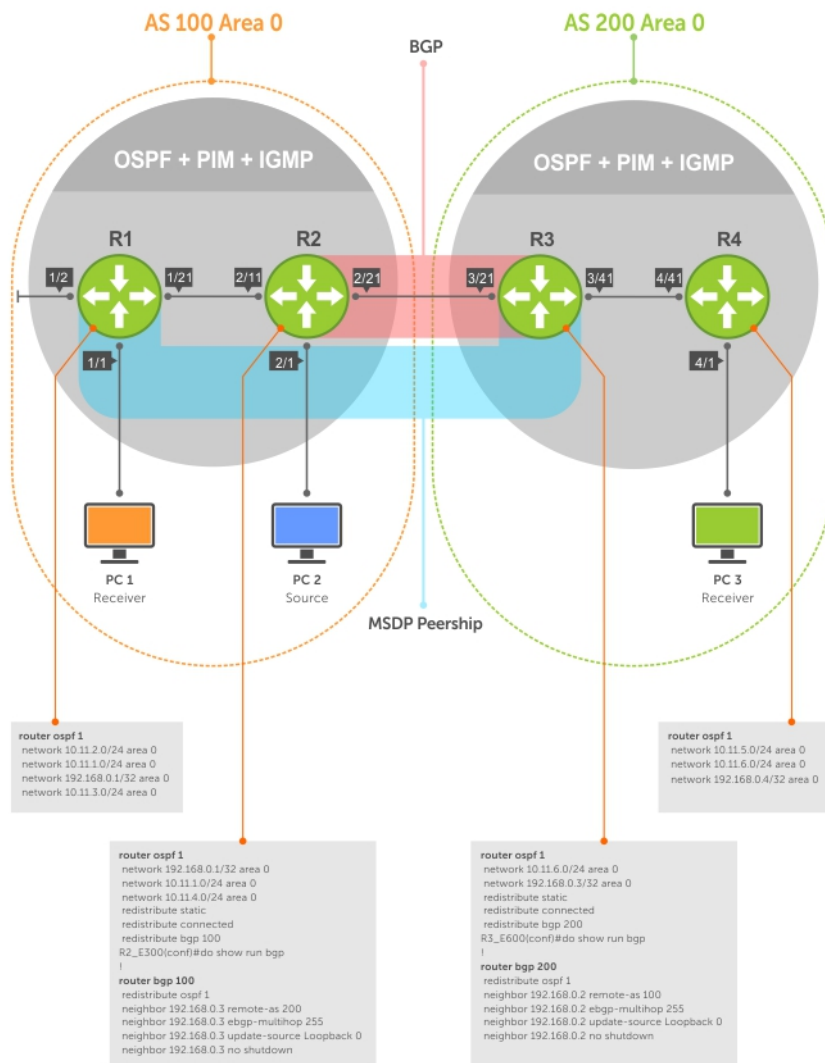 AS 100 Area 0
AS 200 Area 0
BGP
OSPF + PIM + IGMP
OSPF + PIM + IGMP
R1
R2
R3
R4
1/2
1/21
2/11
2/21
3/21
3/41
4/41
1/1
2/1
4/1
PC 1
Receiver
PC 2
Source
PC 3
Receiver
MSDP Peership
router ospf 1
network 10.11.2.0/24 area 0
network 10.11.1.0/24 area 0
network 192.168.0.1/32 area 0
network 10.11.3.0/24 area 0
router ospf 1
network 10.11.5.0/24 area 0
network 10.11.6.0/24 area 0
network 192.168.0.4/32 area 0
router ospf 1
network 192.168.0.1/32 area 0
network 10.11.1.0/24 area 0
network 10.11.4.0/24 area 0
redistribute static
redistribute connected
redistribute bgp 100
R2_E300(conf)#do show run bgp
!
router bgp 100
redistribute ospf 1
neighbor 192.168.0.3 remote-as 200
neighbor 192.168.0.3 ebgp-multihop 255
neighbor 192.168.0.3 update-source Loopback 0
neighbor 192.168.0.3 no shutdown
router ospf 1
network 10.11.6.0/24 area 0
network 192.168.0.3/32 area 0
redistribute static
redistribute connected
redistribute bgp 200
R3_E600(conf)#do show run bgp
!
router bgp 200
redistribute ospf 1
neighbor 192.168.0.2 remote-as 100
neighbor 192.168.0.2 ebgp-multihop 255
neighbor 192.168.0.2 update-source Loopback 0
neighbor 192.168.0.2 no shutdown